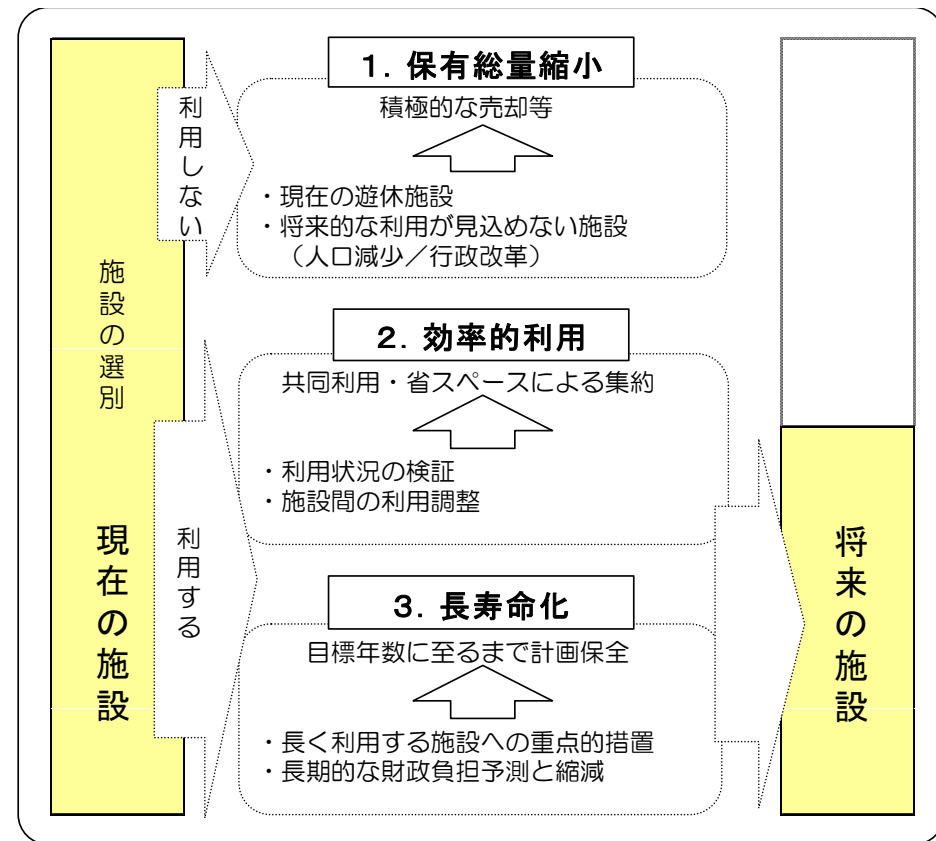 施設の選別
現在の施設
利用しない
1. 保有総量縮小
積極的な売却等
・現在の遊休施設
・将来的な利用が見込めない施設
（人口減少／行政改革）
利用する
2. 効率的利用
共同利用・省スペースによる集約
・利用状況の検証
・施設間の利用調整
3. 長寿命化
目標年数に至るまで計画保全
・長く利用する施設への重点的措置
・長期的な財政負担予測と縮減
将来の施設